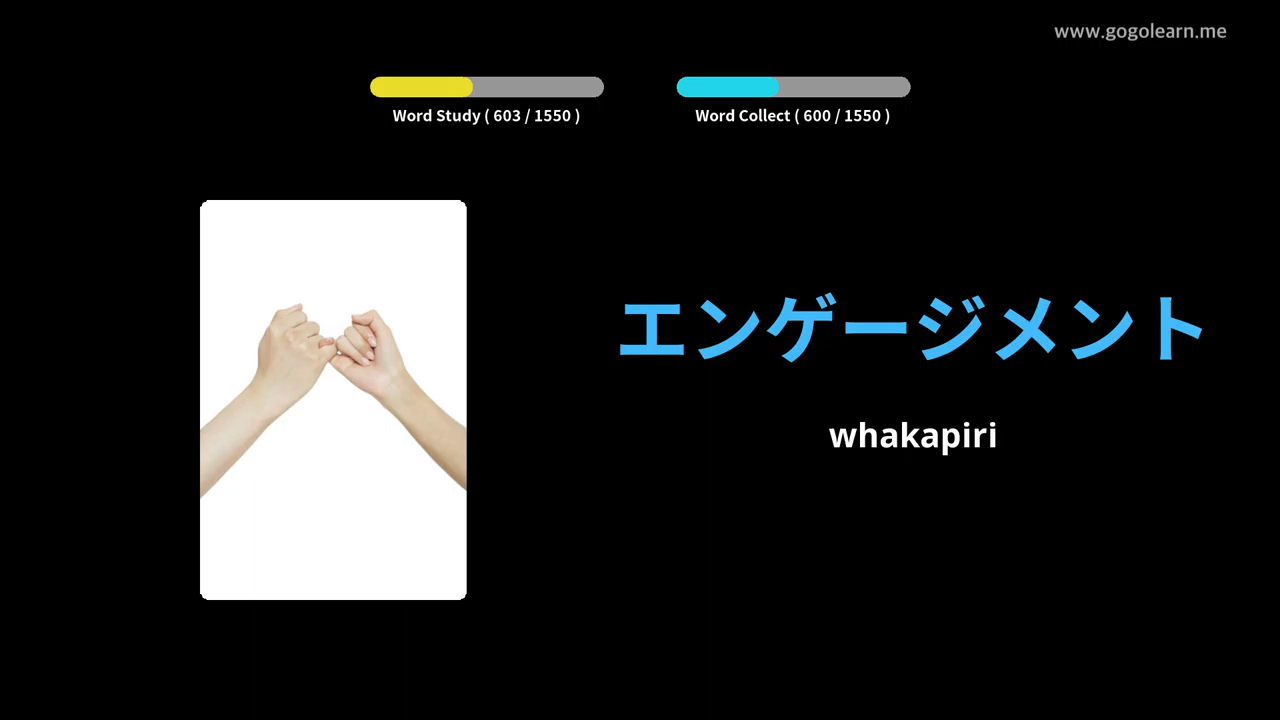 www.gogolearn.me
Word Study ( 603 / 1550 )
Word Collect ( 600 / 1550 )
エンゲージメント
whakapiri